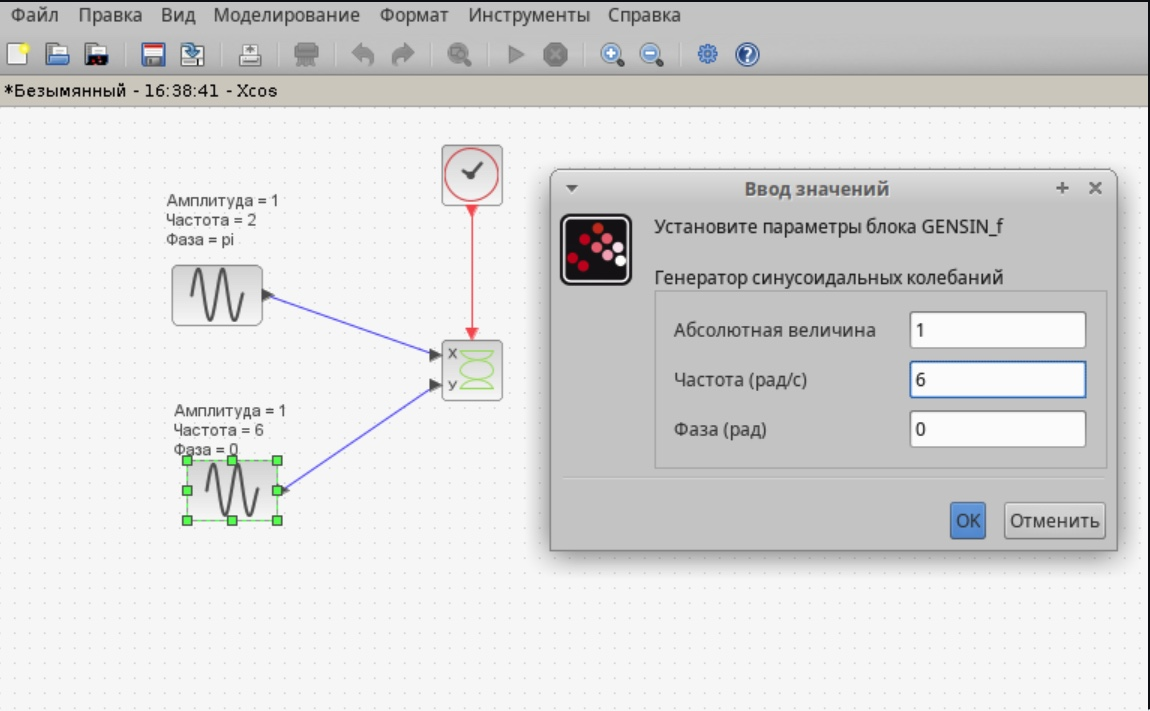 Файл Правка Вид Моделирование Формат Инструменты Справка
*Безымянный - 16:38:41 - Xcos
Амплитуда = 1
Частота = 2
Фаза = pi
X
У
Амплитуда = 1
Частота = 6
Фаза = 0
Ввод значений
Установите параметры блока GENSIN_f
Генератор синусоидальных колебаний
Абсолютная величина 1
Частота (рад/с) 6
Фаза (рад) 0
OK Отменить